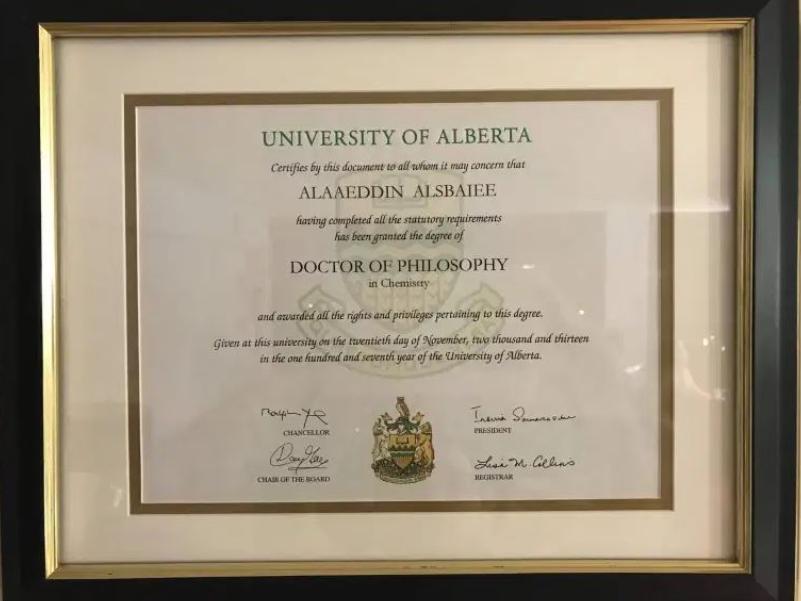 UNIVERSITY OF ALBERTA
Certifies by this document to all whom it may concern that
ALAAEDDIN ALSBAIEE
having completed all the statutory requirements
has been granted the degree of
DOCTOR OF PHILOSOPHY
in Chemistry
and awarded all the rights and privileges pertaining to this degree.
Given at this university on the twentieth day of November, two thousand and thirteen
in the one hundred and seventh year of the University of Alberta.
CHANCELLOR
PRESIDENT
Lisa M. Collins
CHAIR OF THE BOARD
REGISTRAR